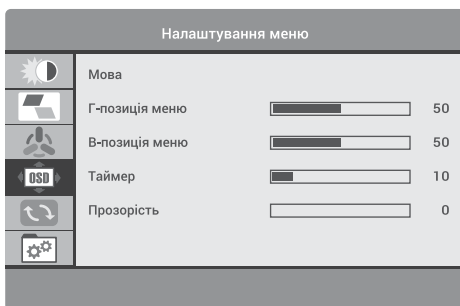 Налаштування меню
Мова
Г-позиція меню 50
В-позиція меню 50
OSD
Таймер 10
Прозорість 0